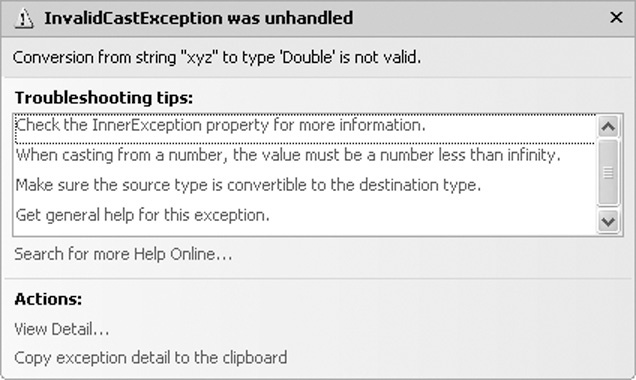 InvalidCastException was unhandled
Conversion from string "xyz" to type 'Double' is not valid.
Troubleshooting tips:
Check the InnerException property for more information.
When casting from a number, the value must be a number less than infinity.
Make sure the source type is convertible to the destination type.
Get general help for this exception.
Search for more Help Online...
Actions:
View Detail...
Copy exception detail to the clipboard